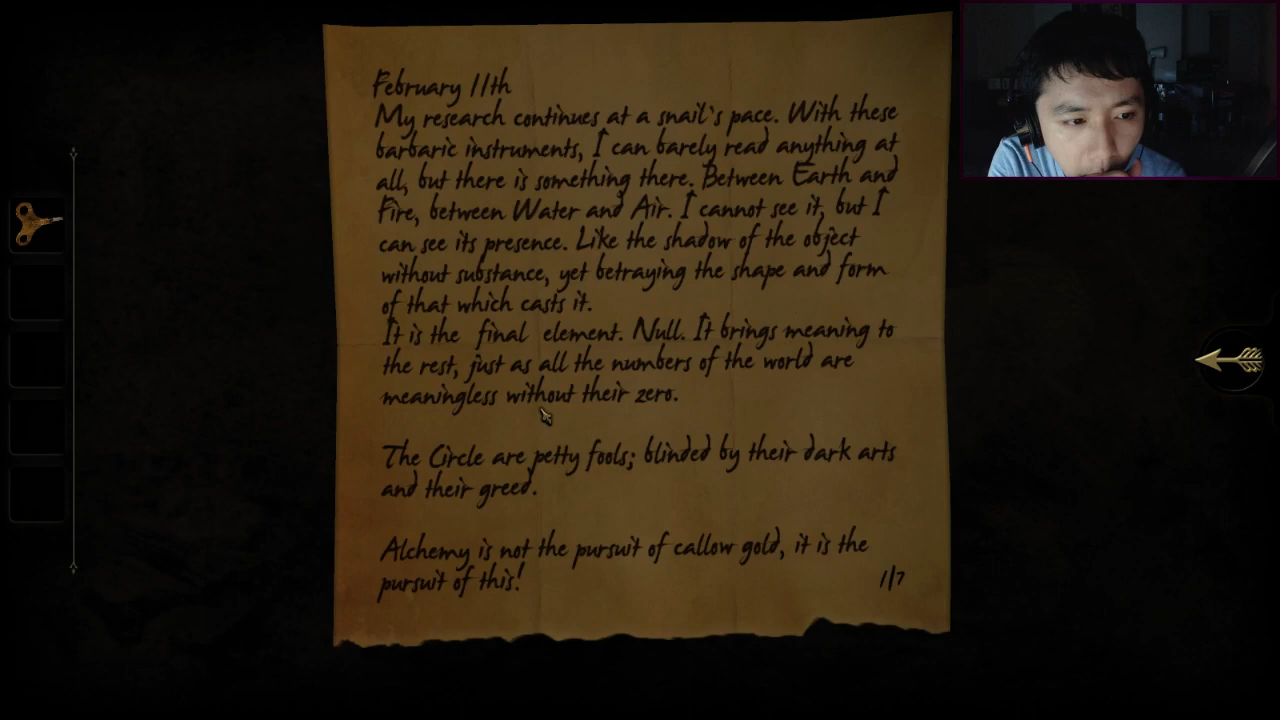 February 11th
My research continues at a snail's pace. With these
barbaric instruments, I can barely read anything at
all, but there is something there. Between Earth and
Fire, between Water and Air. I cannot see it, but I
can see its presence. Like the shadow of the object
without substance, yet betraying the shape and form
of that which casts it.
It is the final element. Null. It brings meaning to
the rest, just as all the numbers of the world are
meaningless without their zero.
The Circle are petty fools; blinded by their dark arts
and their greed.
Alchemy is not the pursuit of callow gold, it is the
pursuit of this!
1/7